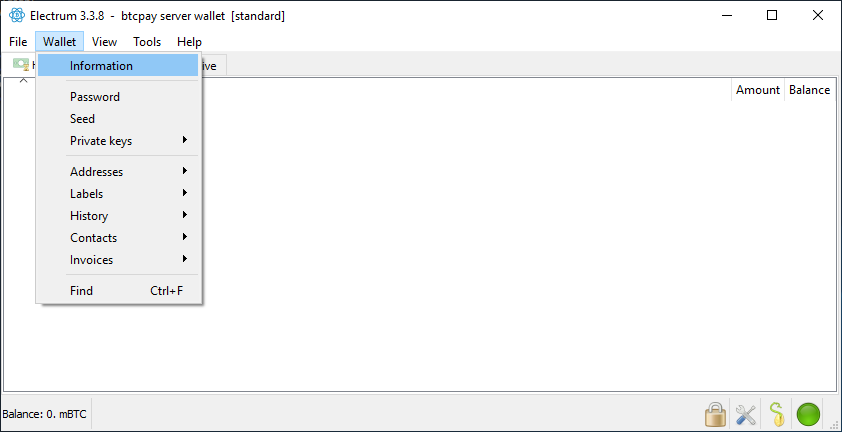 Electrum 3.3.8 - btcpay server wallet [standard]
File Wallet View Tools Help
Information
Amount Balance
Password
Seed
Private keys
Addresses
Labels
History
Contacts
Invoices
Find Ctrl+F
Balance: 0. mBTC